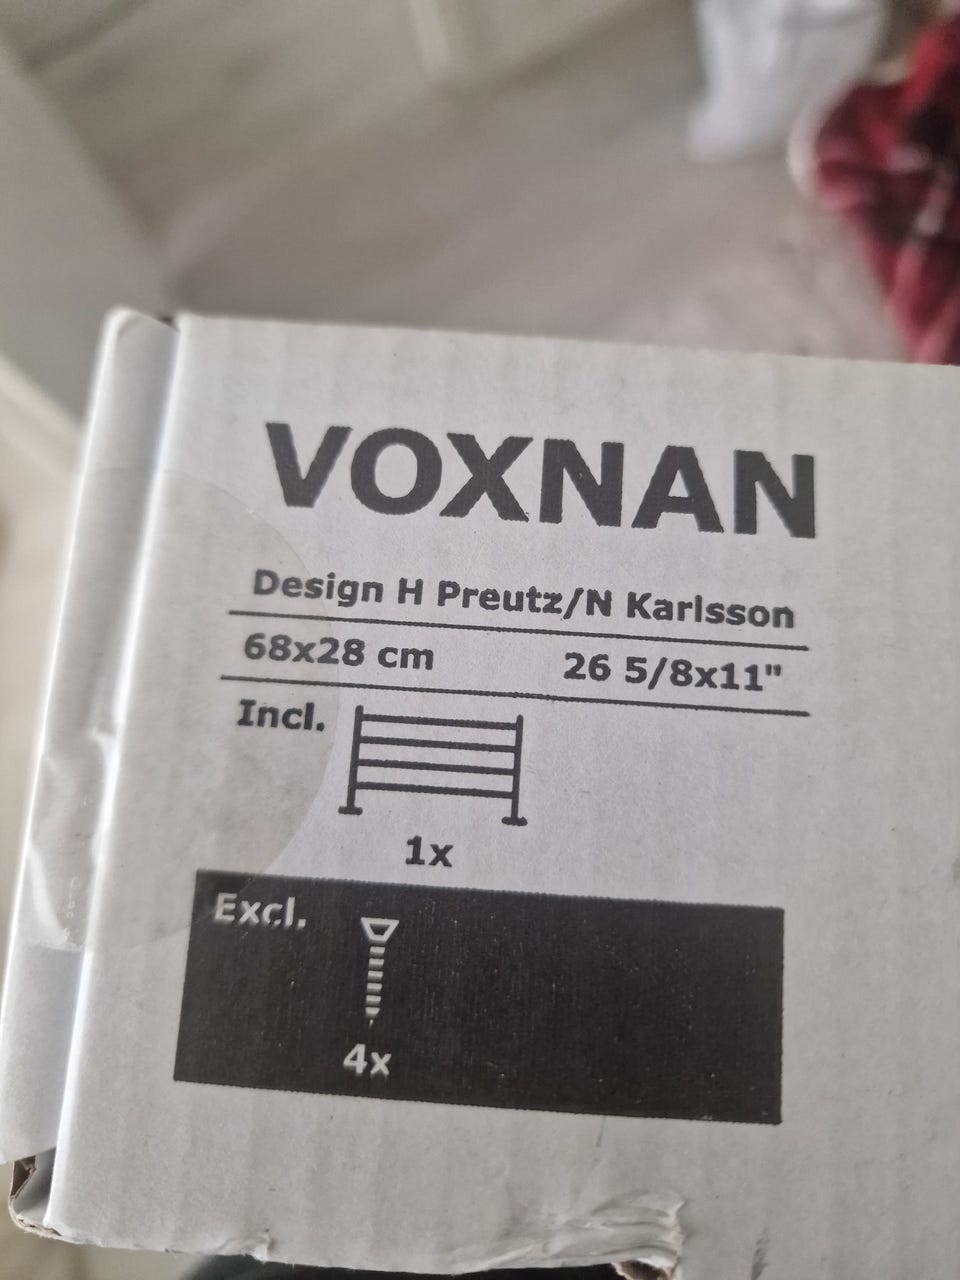 VOXNAN
Design H Preutz/N Karlsson
68x28 cm 26 5/8x11"
Incl.
1x
Excl.
4x